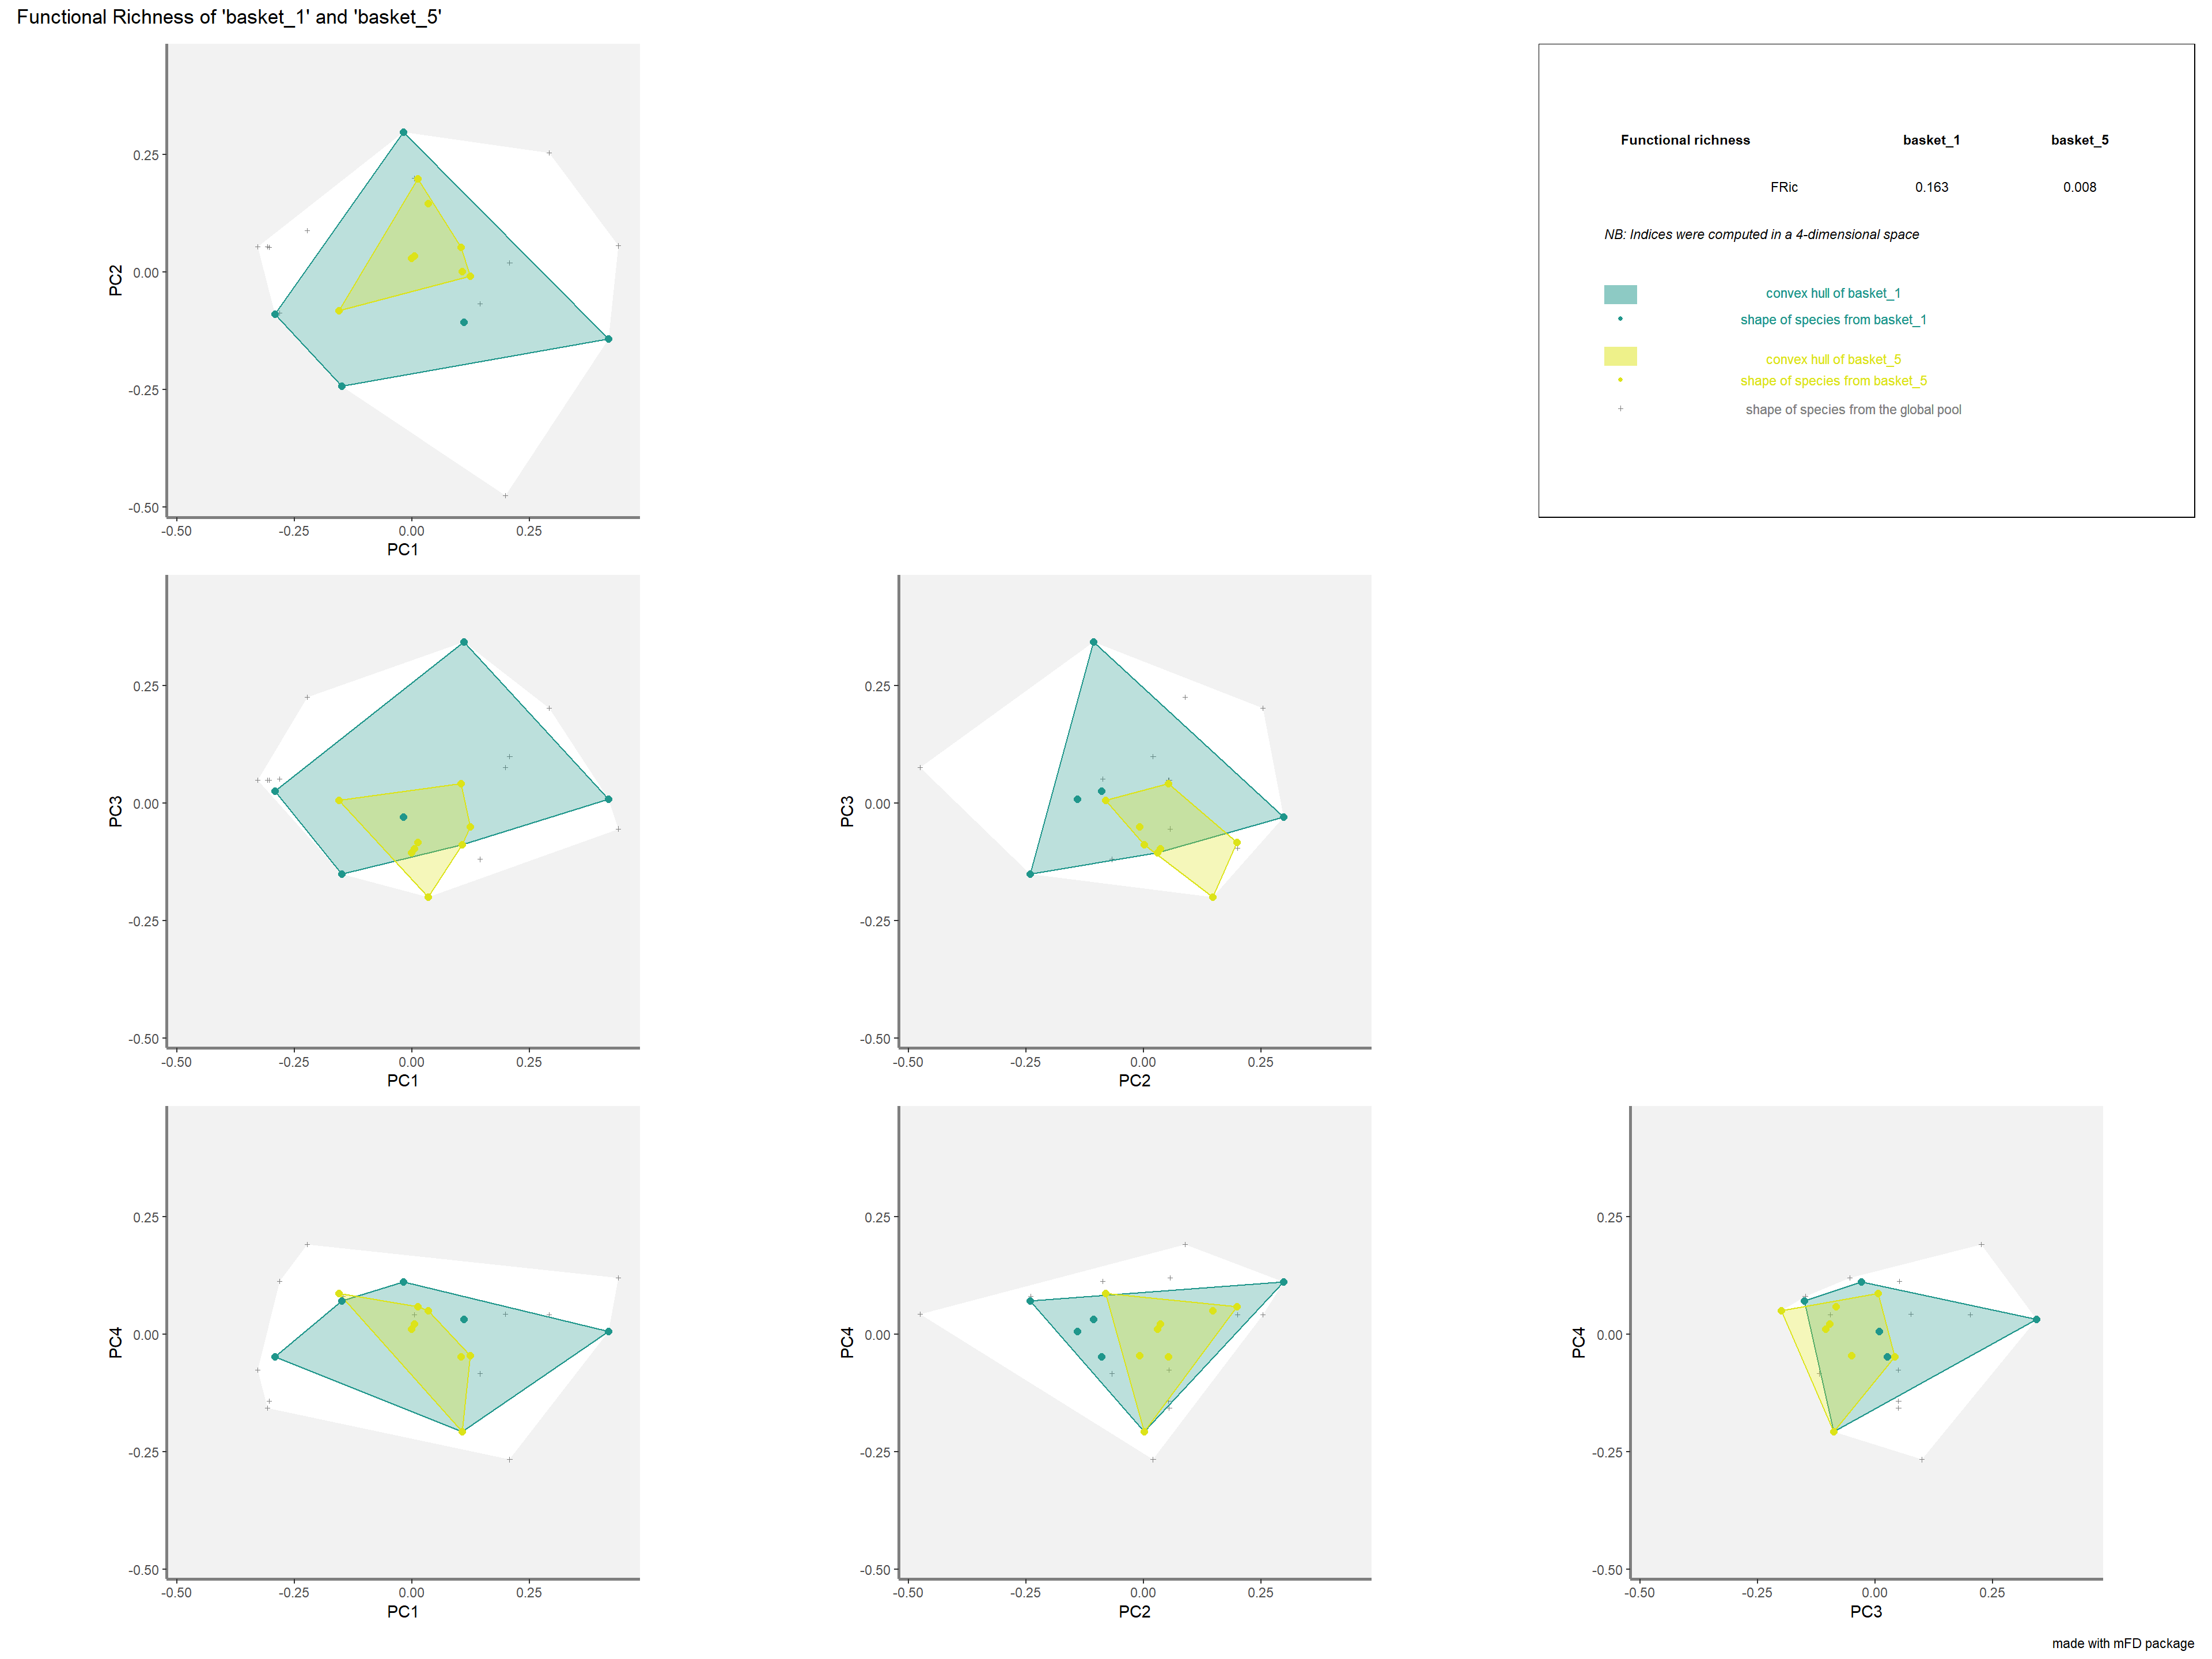 Functional Richness of 'basket_1' and 'basket_5'
0.25
0.00
-0.25
-0.50
PC2
-0.50 -0.25 0.00 0.25
PC1
Functional richness basket_1 basket_5
FRic 0.163 0.008
NB: Indices were computed in a 4-dimensional space
convex hull of basket_1
shape of species from basket_1
convex hull of basket_5
shape of species from basket_5
shape of species from the global pool
0.25
0.00
-0.25
-0.50
PC3
-0.50 -0.25 0.00 0.25
PC1
0.25
0.00
-0.25
-0.50
PC3
-0.50 -0.25 0.00 0.25
PC2
0.25
0.00
-0.25
-0.50
PC4
-0.50 -0.25 0.00 0.25
PC1
0.25
0.00
-0.25
-0.50
PC4
-0.50 -0.25 0.00 0.25
PC2
0.25
0.00
-0.25
-0.50
PC4
-0.50 -0.25 0.00 0.25
PC3
made with mFD package